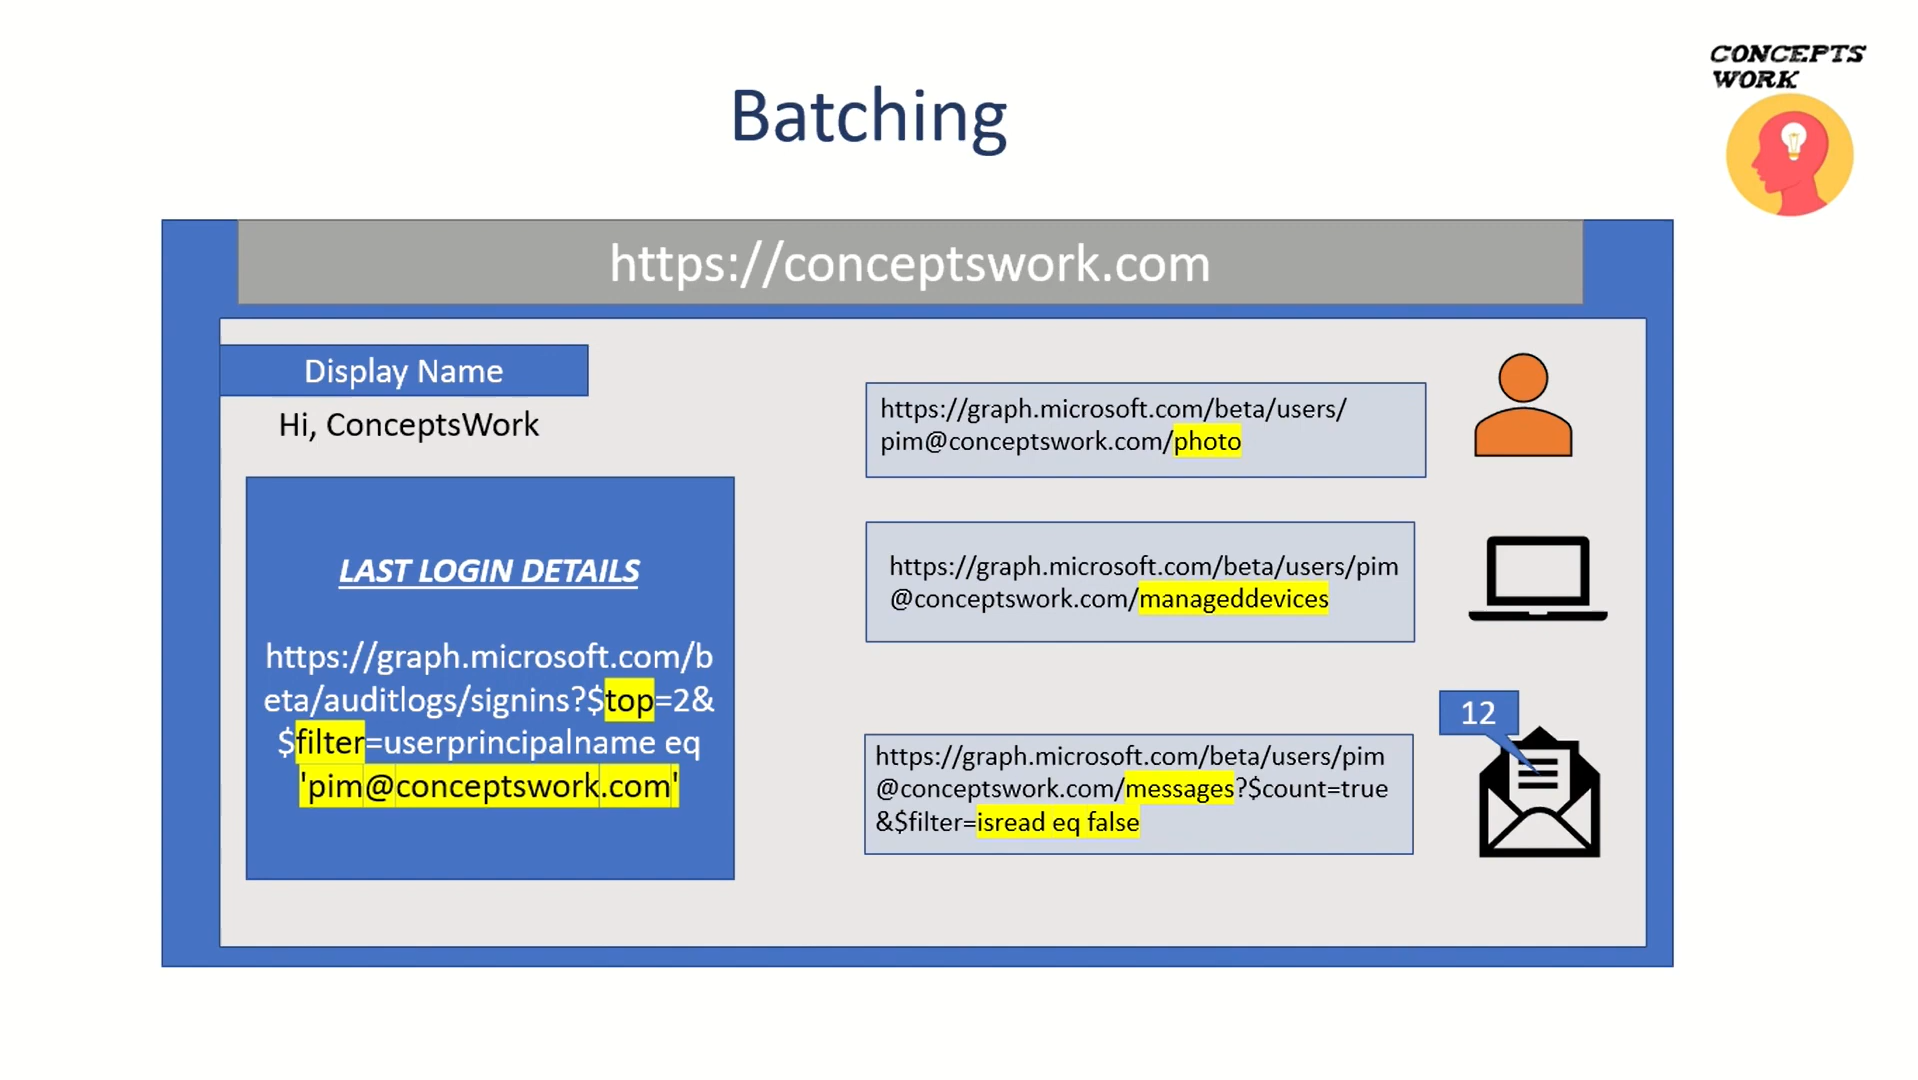 CONCEPTS
WORK
Batching
https://conceptswork.com
Display Name
Hi, ConceptsWork
LAST LOGIN DETAILS
https://graph.microsoft.com/b
eta/auditlogs/signins?$top=2&
$filter=userprincipalname eq
'pim@conceptswork.com'
https://graph.microsoft.com/beta/users/
pim@conceptswork.com/photo
https://graph.microsoft.com/beta/users/pim
@conceptswork.com/manageddevices
12
https://graph.microsoft.com/beta/users/pim
@conceptswork.com/messages?$count=true
&$filter=isread eq false